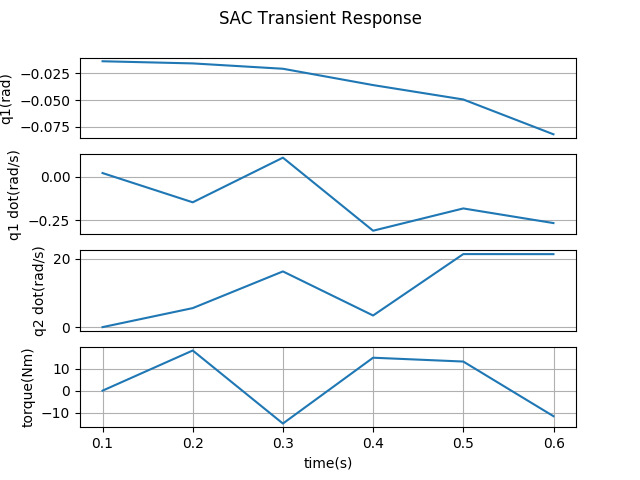 SAC Transient Response
q1(rad)
−0.025
−0.050
−0.075
q1 dot(rad/s)
0.00
−0.25
q2 dot(rad/s)
20
0
torque(Nm)
10
0
−10
0.1 0.2 0.3 0.4 0.5 0.6
time(s)